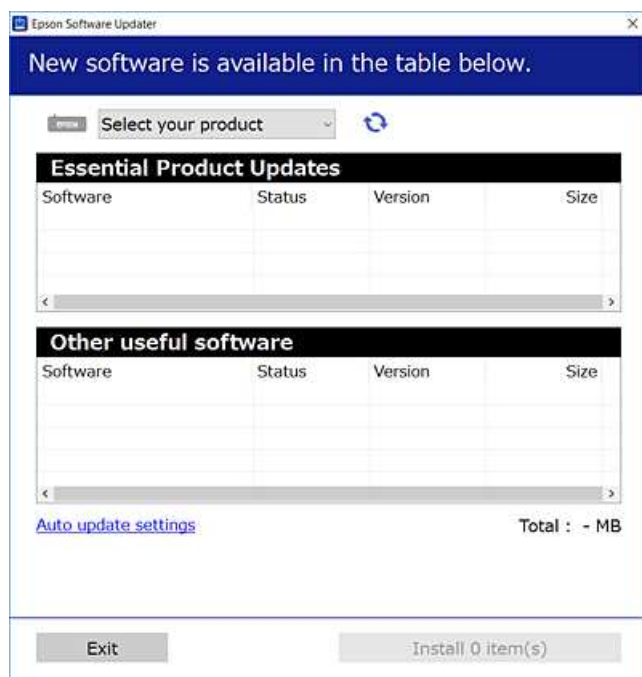 Epson Software Updater
New software is available in the table below.
EPSON Select your product
Essential Product Updates
Software Status Version Size
Other useful software
Software Status Version Size
Auto update settings Total : - MB
Exit Install 0 item(s)